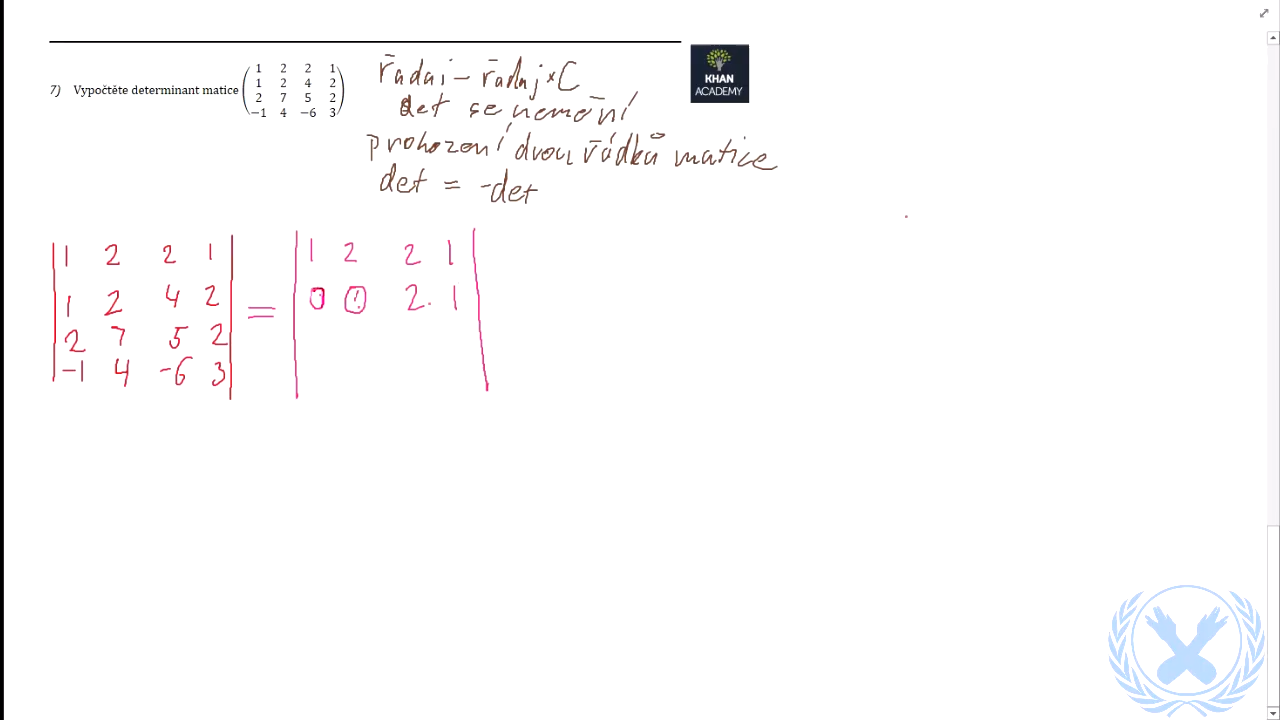 7) Vypočtěte determinant matice
1 2 2 1
1 2 4 2
2 7 5 2
−1 4 −6 3
řadai − řadaj × C
det se nemění
prohození dvou řádků matice
det = -det
KHAN
ACADEMY
1 2 2 1
1 2 4 2
2 7 5 2
-1 4 -6 3
=
1 2 2 1
0 0 2 1